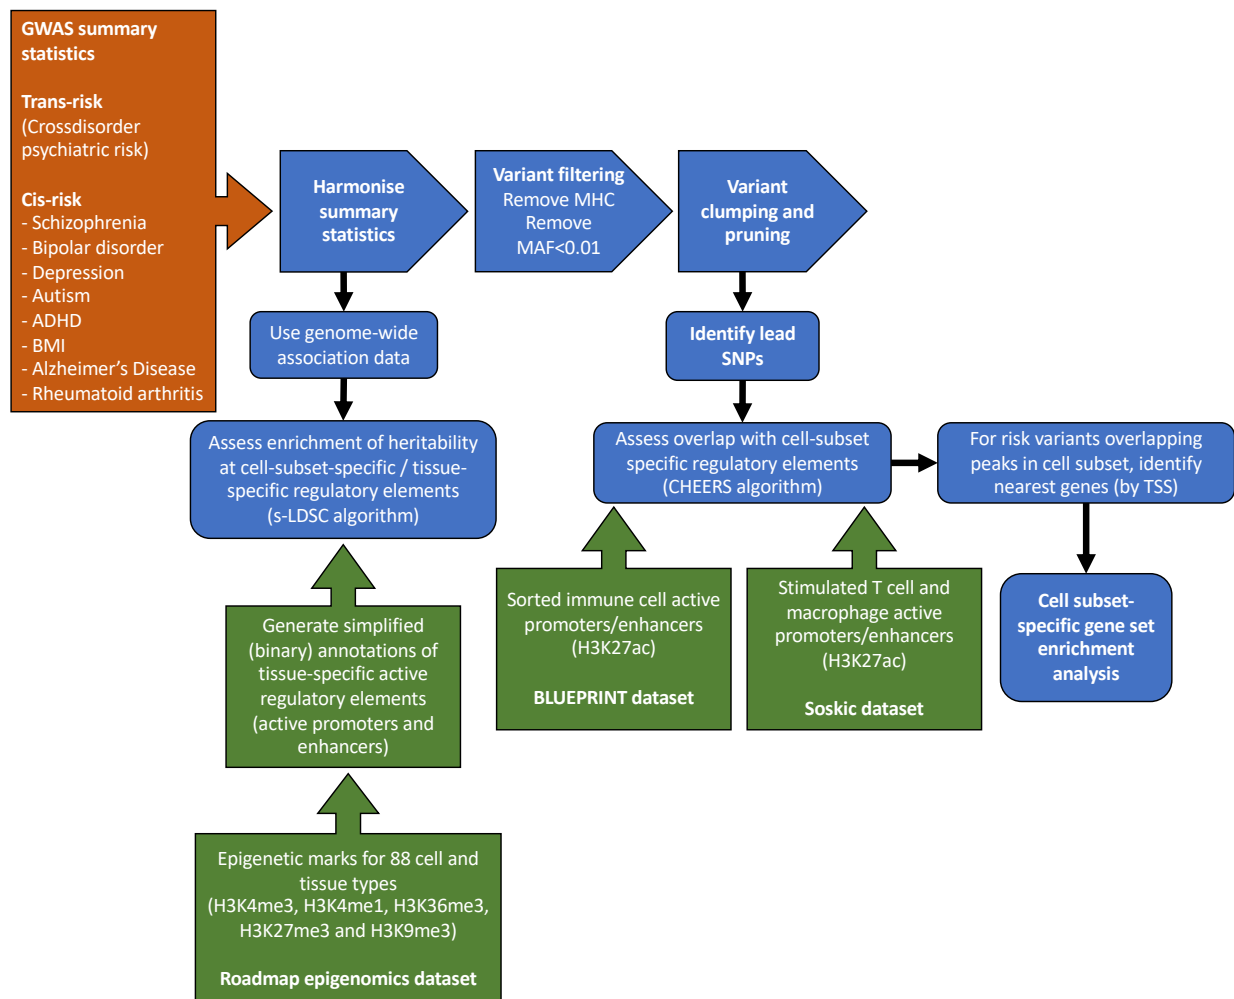 GWAS summary
statistics
Trans-risk
(Crossdisorder
psychiatric risk)
Cis-risk
- Schizophrenia
- Bipolar disorder
- Depression
- Autism
- ADHD
- BMI
- Alzheimer's Disease
- Rheumatoid arthritis
Harmonise
summary
statistics
Variant filtering
Remove MHC
Remove
MAF<0.01
Variant
clumping and
pruning
Use genome-wide
association data
Identify lead
SNPs
Assess enrichment of heritability
at cell-subset-specific / tissue-
specific regulatory elements
(s-LDSC algorithm)
Assess overlap with cell-subset
specific regulatory elements
(CHEERS algorithm)
For risk variants overlapping
peaks in cell subset, identify
nearest genes (by TSS)
Generate simplified
(binary) annotations of
tissue-specific active
regulatory elements
(active promoters and
enhancers)
Sorted immune cell active
promoters/enhancers
(H3K27ac)
BLUEPRINT dataset
Stimulated T cell and
macrophage active
promoters/enhancers
(H3K27ac)
Soskic dataset
Cell subset-
specific gene set
enrichment
analysis
Epigenetic marks for 88 cell and
tissue types
(H3K4me3, H3K4me1, H3K36me3,
H3K27me3 and H3K9me3)
Roadmap epigenomics dataset